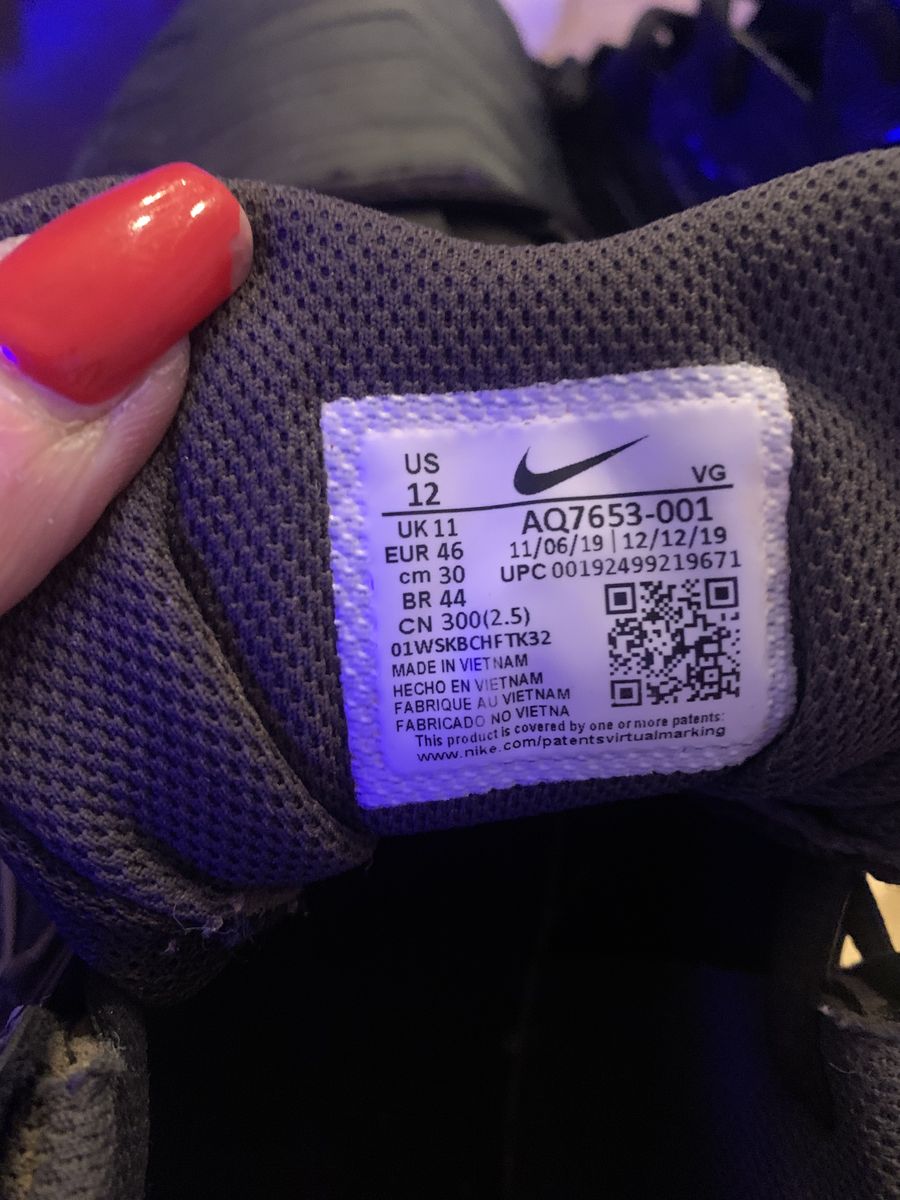 US
12
VG
UK 11
EUR 46
cm 30
BR 44
CN 300(2.5)
AQ7653-001
11/06/19 | 12/12/19
UPC 00192499219671
01WSKBCHFTK32
MADE IN VIETNAM
HECHO EN VIETNAM
FABRIQUE AU VIETNAM
FABRICADO NO VIETNA
This product is covered by one or more patents:
www.nike.com/patentsvirtualmarking